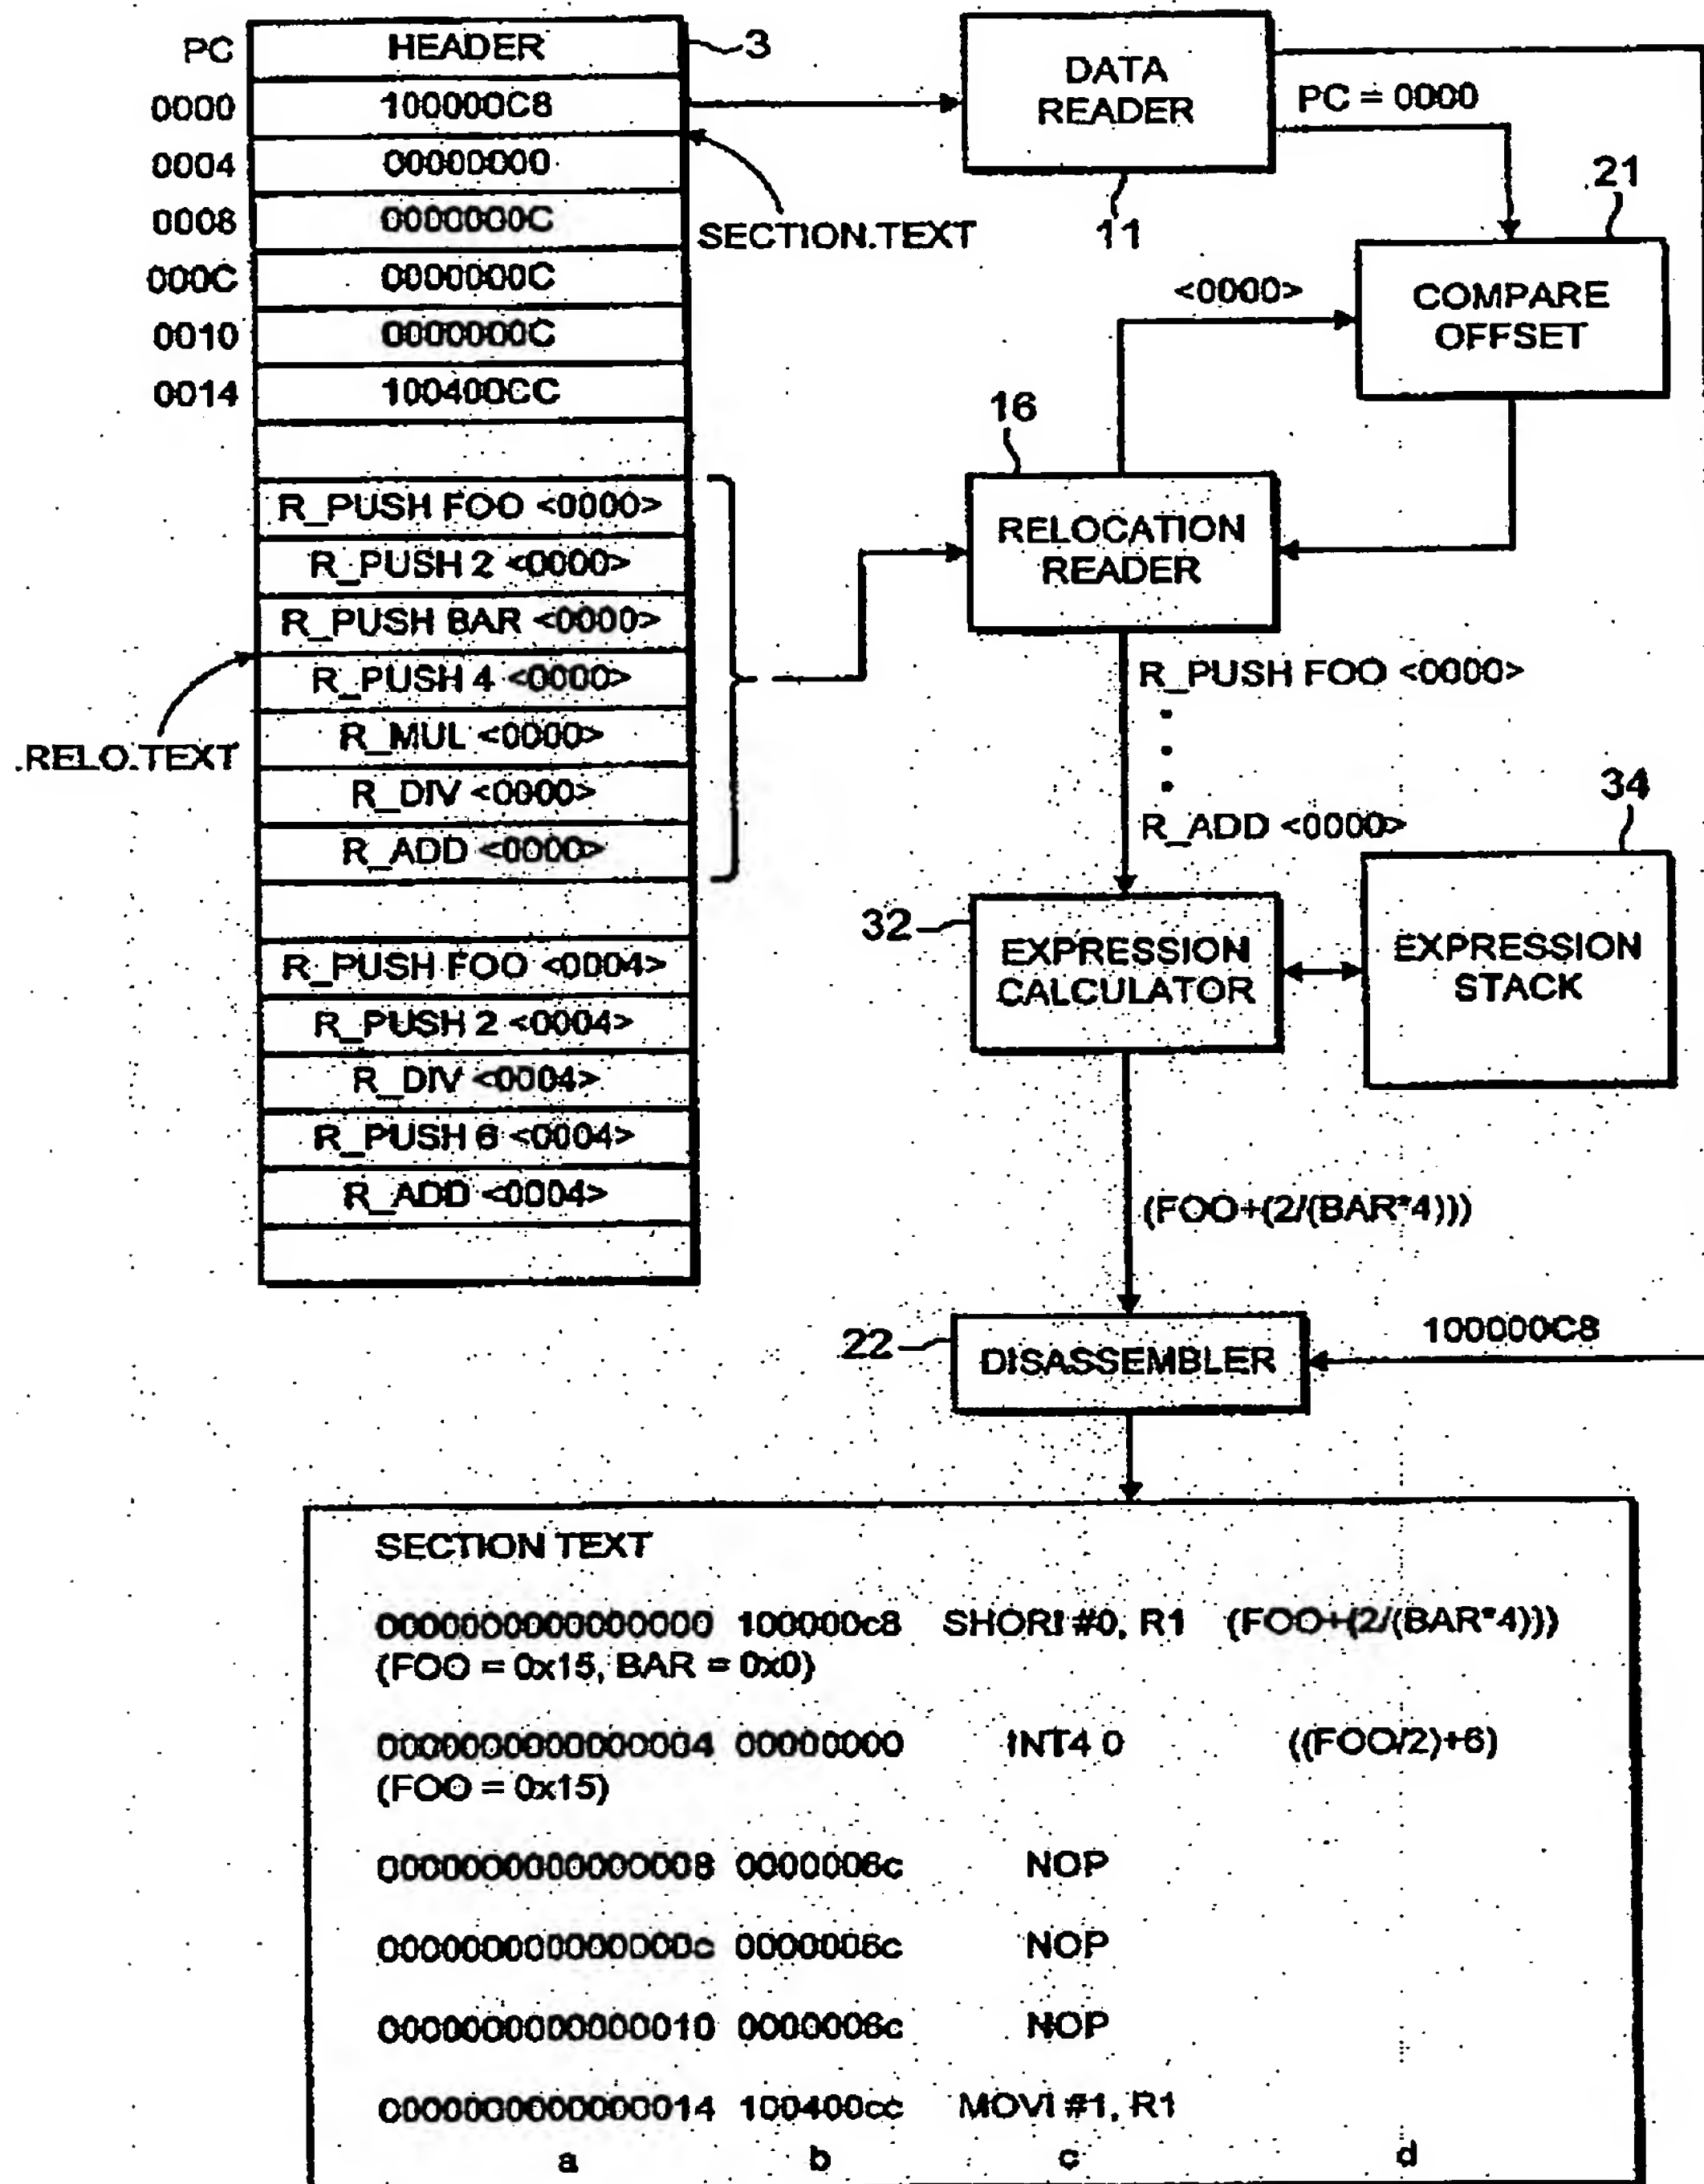 PC HEADER 3
0000 100000C8
0004 00000000
0008 0000000C
000C 0000000C
0010 0000000C
0014 100400CC
SECTION.TEXT
R_PUSH FOO <0000>
R_PUSH 2 <0000>
R_PUSH BAR <0000>
R_PUSH 4 <0000>
R_MUL <0000>
R_DIV <0000>
R_ADD <0000>
.RELO.TEXT
R_PUSH FOO <0004>
R_PUSH 2 <0004>
R_DIV <0004>
R_PUSH 6 <0004>
R_ADD <0004>
DATA
READER
11
PC = 0000
21
COMPARE
OFFSET
<0000>
16
RELOCATION
READER
R_PUSH FOO <0000>
R_ADD <0000>
34
32
EXPRESSION
CALCULATOR
EXPRESSION
STACK
(FOO+(2/(BAR*4)))
22
DISASSEMBLER
100000C8
SECTION TEXT
0000000000000000 100000c8 SHORI #0, R1 (FOO+(2/(BAR*4)))
(FOO = 0x15, BAR = 0x0)
0000000000000004 00000000 INT4 0 ((FOO/2)+6)
(FOO = 0x15)
0000000000000008 0000006c NOP
000000000000000c 0000006c NOP
0000000000000010 0000006c NOP
0000000000000014 100400cc MOVI #1, R1
a b c d